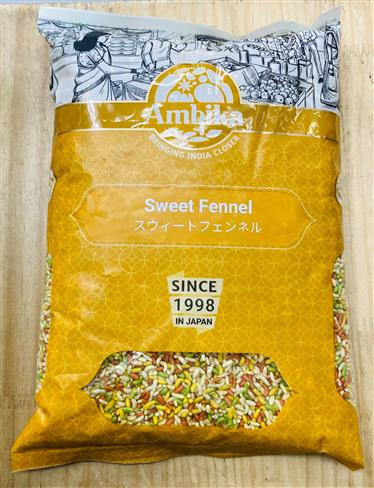 Ambika
BRINGING INDIA CLOSER
Sweet Fennel
スウィートフェンネル
SINCE
1998
IN JAPAN